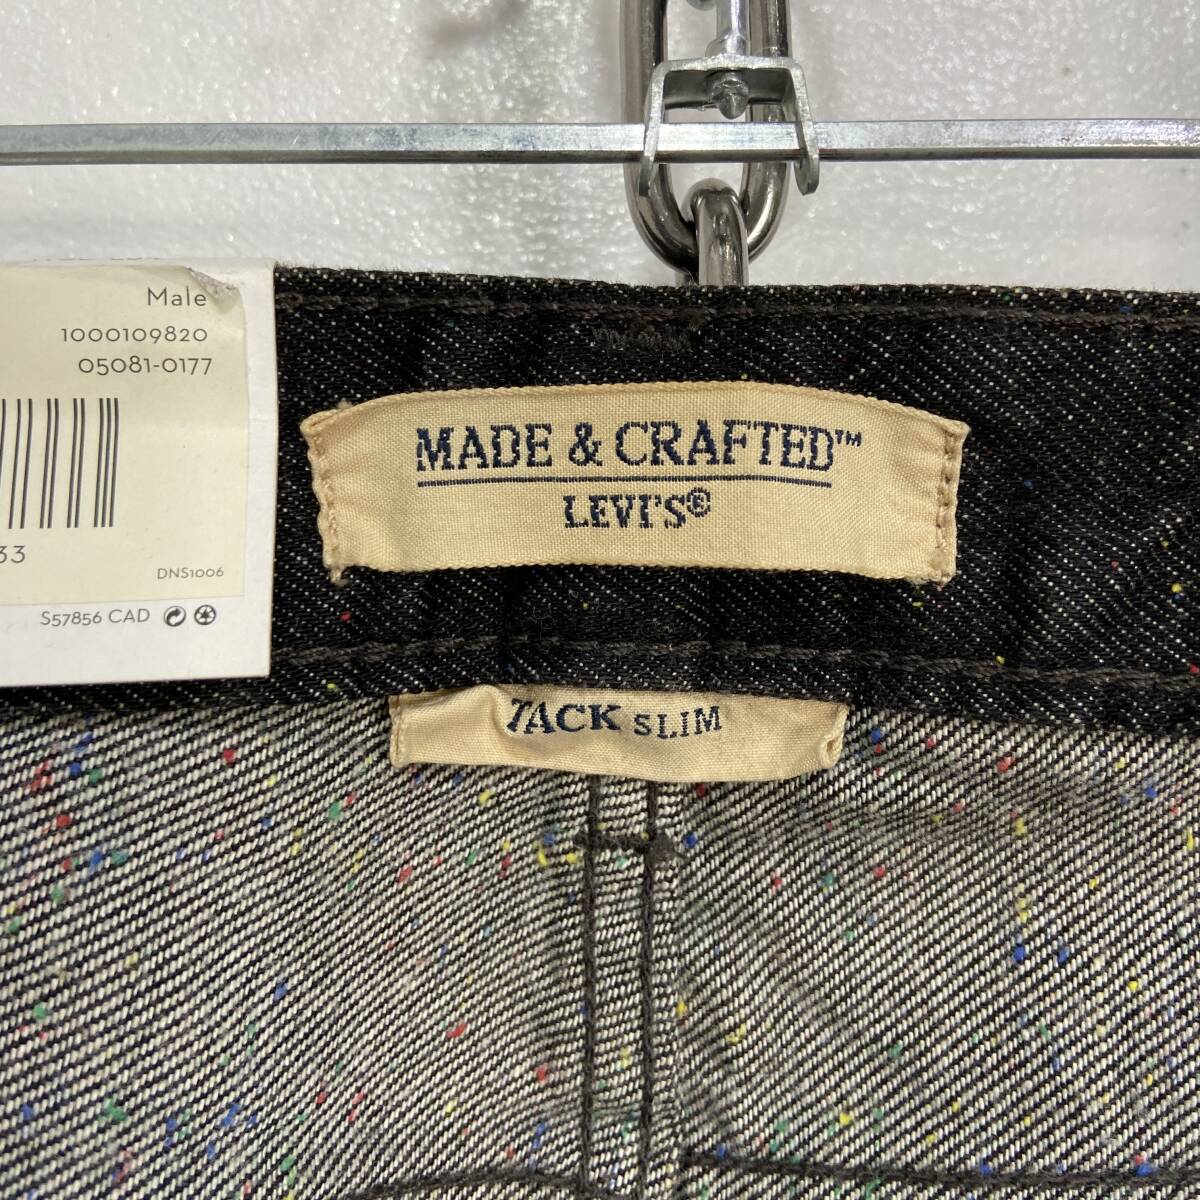 Male
1000109820
05081-0177
33
DNS1006
S57856 CAD
MADE & CRAFTED™
LEVI'S®
TACK SLIM